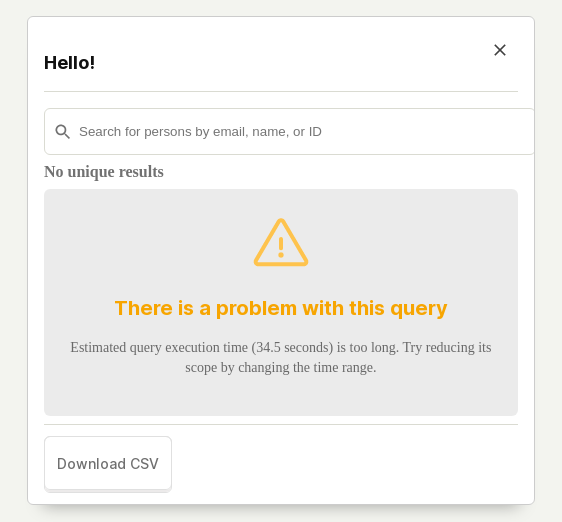 Hello!
Search for persons by email, name, or ID
No unique results
There is a problem with this query
Estimated query execution time (34.5 seconds) is too long. Try reducing its
scope by changing the time range.
Download CSV